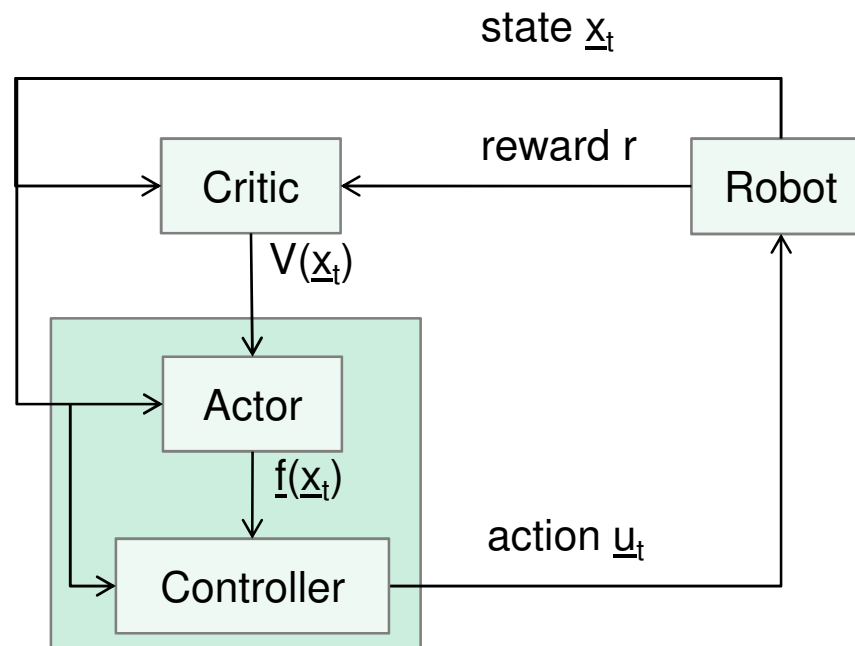 state x_t
reward r
Critic
Robot
V(x_t)
Actor
f(x_t)
action u_t
Controller